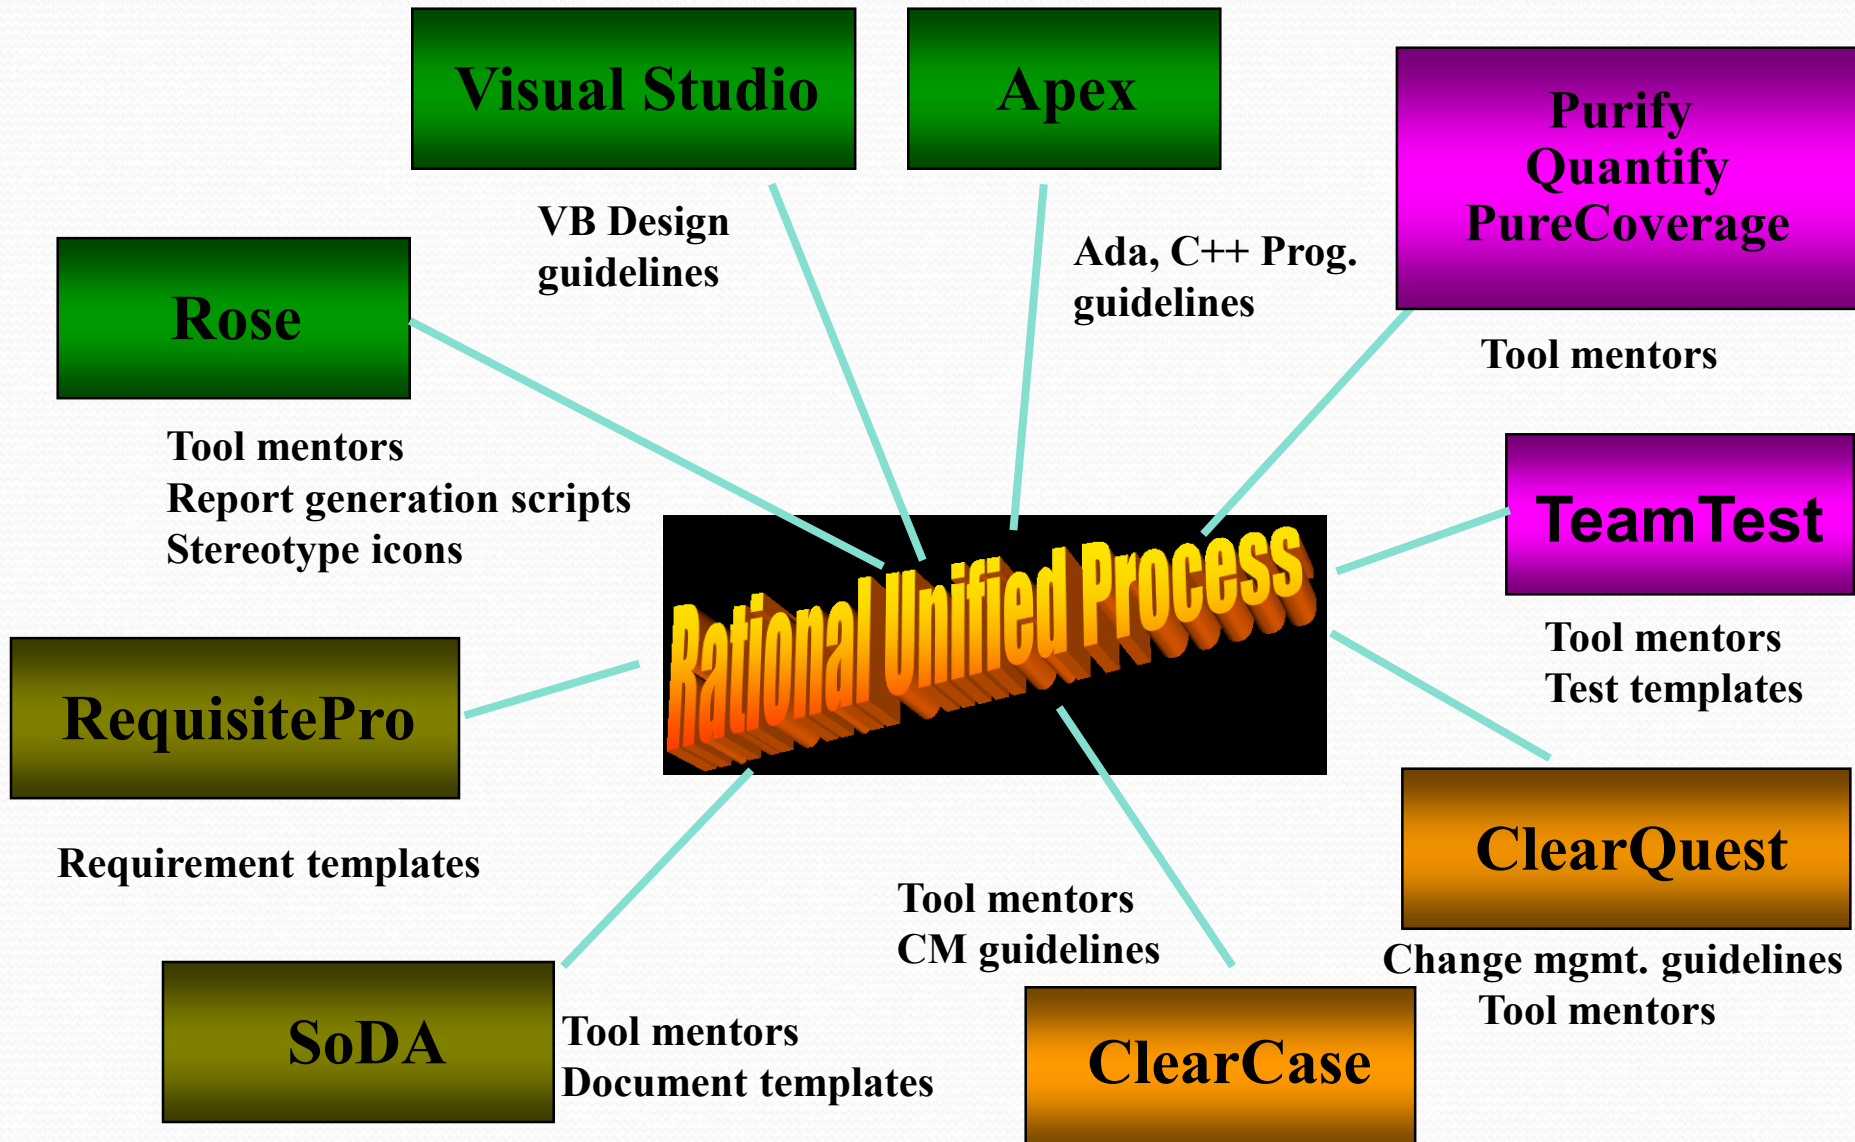 Visual Studio
Apex
Purify
Quantify
PureCoverage
VB Design
guidelines
Ada, C++ Prog.
guidelines
Rose
Tool mentors
Tool mentors
Report generation scripts
Stereotype icons
TeamTest
Rational Unified Process
Tool mentors
Test templates
RequisitePro
Requirement templates
ClearQuest
Tool mentors
CM guidelines
Change mgmt. guidelines
Tool mentors
SoDA
Tool mentors
Document templates
ClearCase